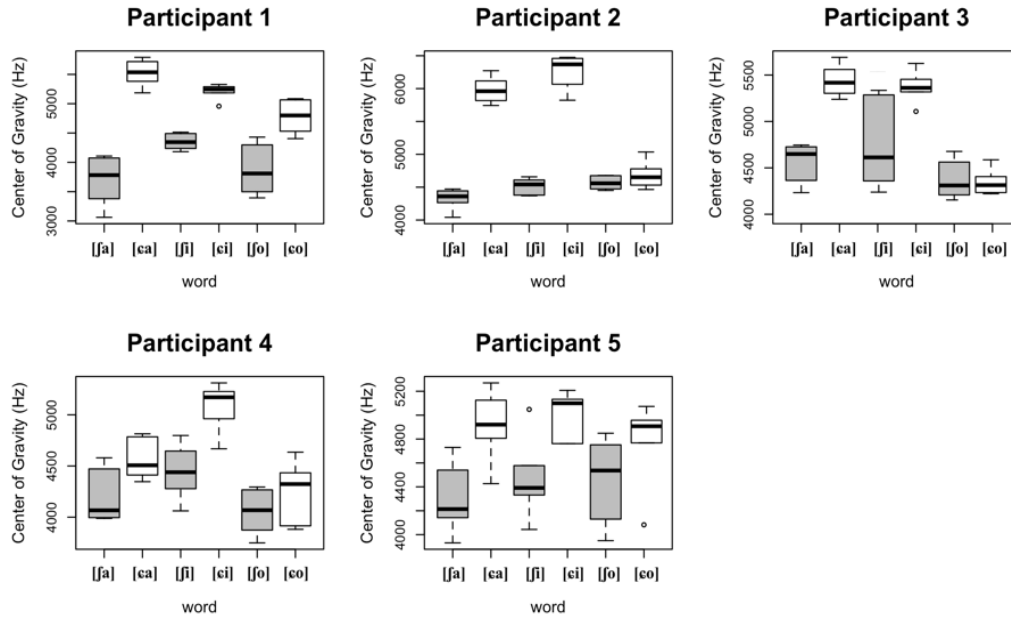 Participant 1
Center of Gravity (Hz)
5000
4000
3000
[ʃa] [ɕa] [ʃi] [ɕi] [ʃo] [ɕo]
word
Participant 2
Center of Gravity (Hz)
6000
5000
4000
[ʃa] [ɕa] [ʃi] [ɕi] [ʃo] [ɕo]
word
Participant 3
Center of Gravity (Hz)
5500
5000
4500
4000
[ʃa] [ɕa] [ʃi] [ɕi] [ʃo] [ɕo]
word
Participant 4
Center of Gravity (Hz)
5000
4500
4000
[ʃa] [ɕa] [ʃi] [ɕi] [ʃo] [ɕo]
word
Participant 5
Center of Gravity (Hz)
5200
4800
4400
4000
[ʃa] [ɕa] [ʃi] [ɕi] [ʃo] [ɕo]
word